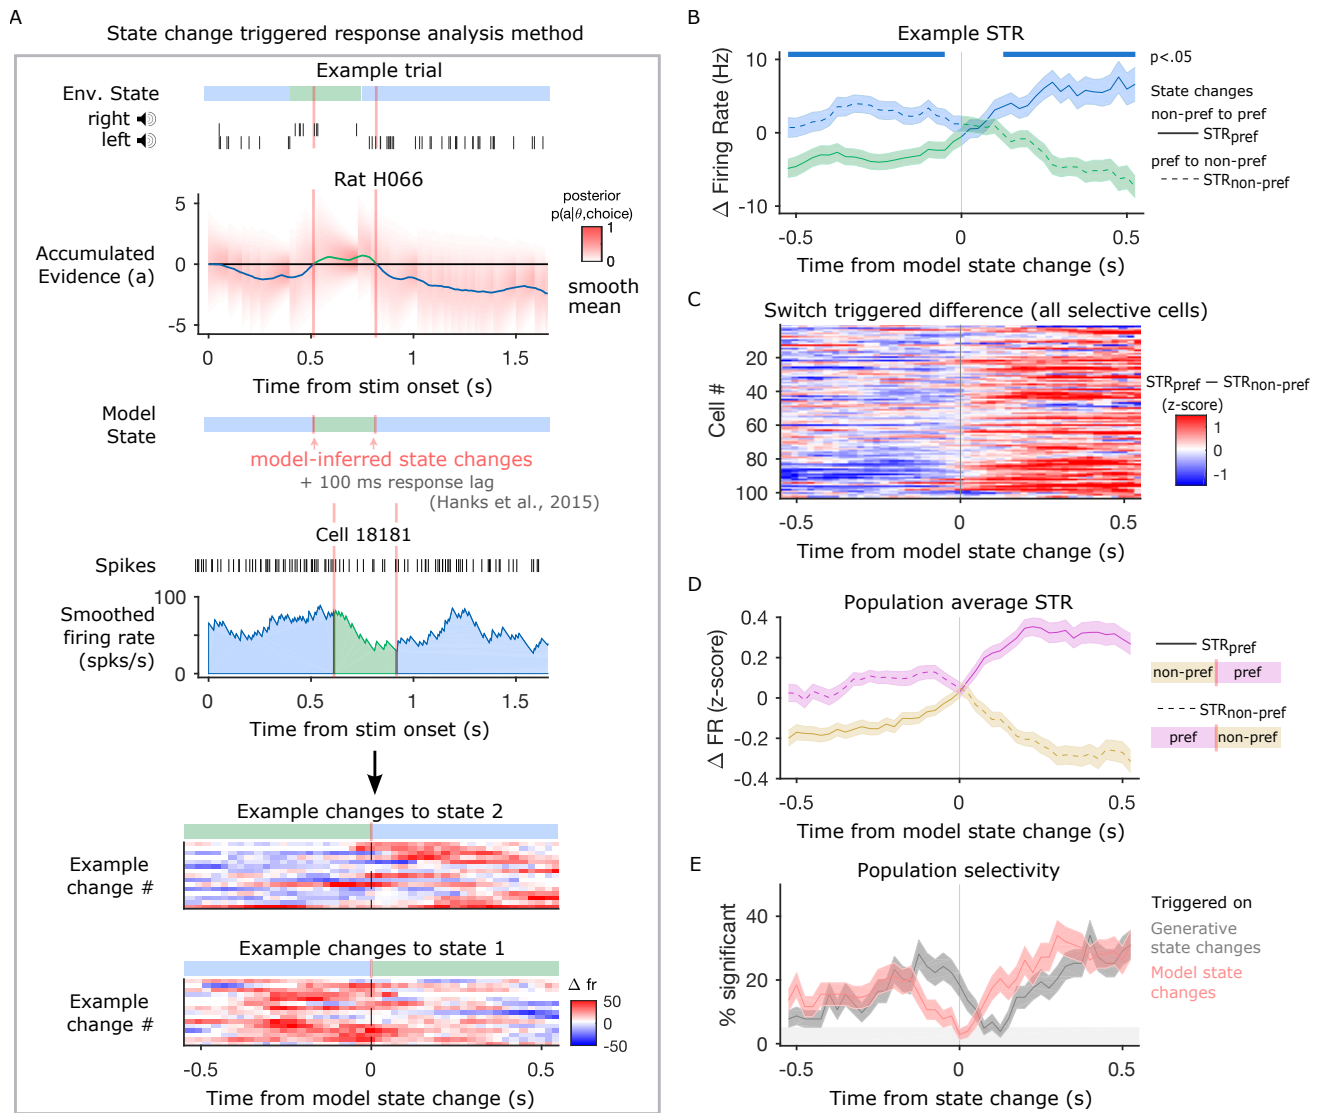 A
State change triggered response analysis method
Example trial
Env. State
right
left
Rat H066
5
0
-5
Accumulated
Evidence (a)
posterior
p(a|θ,choice)
1
0
smooth
mean
0
0.5
1
1.5
Time from stim onset (s)
Model
State
model-inferred state changes
+ 100 ms response lag
(Hanks et al., 2015)
Cell 18181
Spikes
100
0
Smoothed
firing rate
(spks/s)
0
0.5
1
1.5
Time from stim onset (s)
Example changes to state 2
Example
change #
Example changes to state 1
Example
change #
Δ fr
50
0
-50
-0.5
0
0.5
Time from model state change (s)
B
Example STR
10
0
-10
Δ Firing Rate (Hz)
-0.5
0
0.5
Time from model state change (s)
p<.05
State changes
non-pref to pref
STRpref
pref to non-pref
STRnon-pref
C
Switch triggered difference (all selective cells)
20
40
60
80
100
Cell #
-0.5
0
0.5
Time from model state change (s)
STRpref — STRnon-pref
(z-score)
1
0
-1
D
Population average STR
0.4
0.2
0
-0.2
-0.4
Δ FR (z-score)
-0.5
0
0.5
Time from model state change (s)
STRpref
non-pref pref
STRnon-pref
pref non-pref
E
Population selectivity
40
20
0
% significant
-0.5
0
0.5
Time from state change (s)
Triggered on
Generative
state changes
Model state
changes